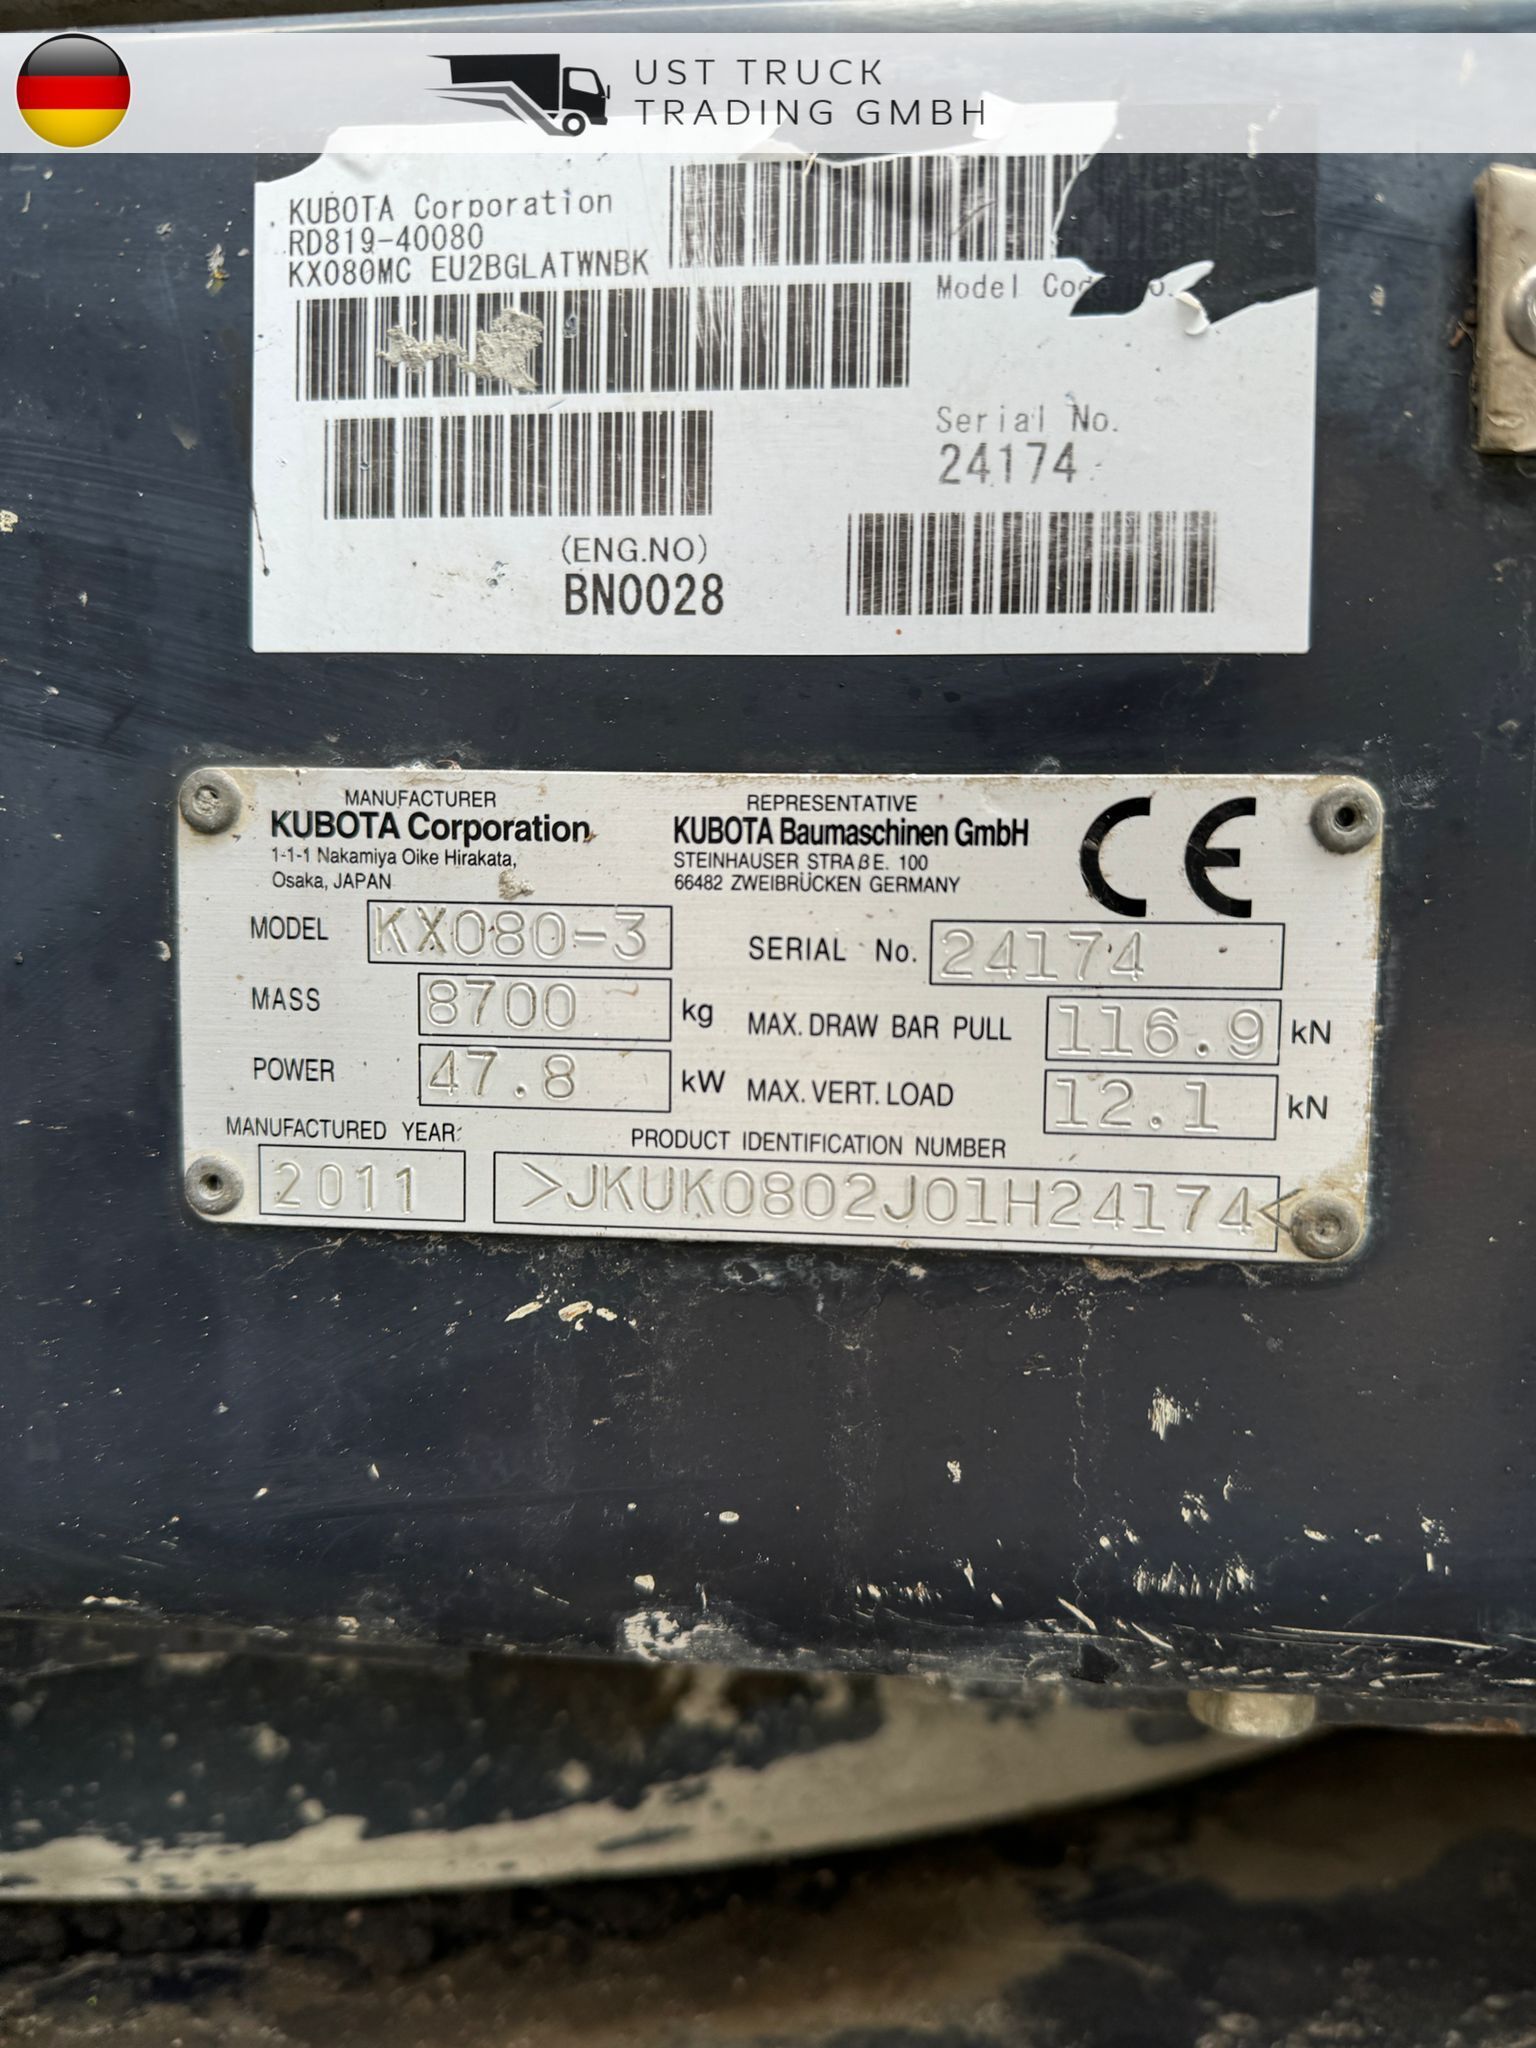 UST TRUCK
TRADING GMBH
KUBOTA Corporation
RD819-40080
KX080MC EU2BGLATWNBK
Model Code No.
Serial No.
24174
(ENG.NO)
BN0028
MANUFACTURER
KUBOTA Corporation
1-1-1 Nakamiya Oike Hirakata,
Osaka, JAPAN
REPRESENTATIVE
KUBOTA Baumaschinen GmbH
STEINHAUSER STRAßE. 100
66482 ZWEIBRÜCKEN GERMANY
CE
MODEL KX080-3
SERIAL No. 24174
MASS 8700 kg
MAX. DRAW BAR PULL 116.9 kN
POWER 47.8 kW
MAX. VERT. LOAD 12.1 kN
MANUFACTURED YEAR:
2011
PRODUCT IDENTIFICATION NUMBER
>JKUK0802J01H24174<